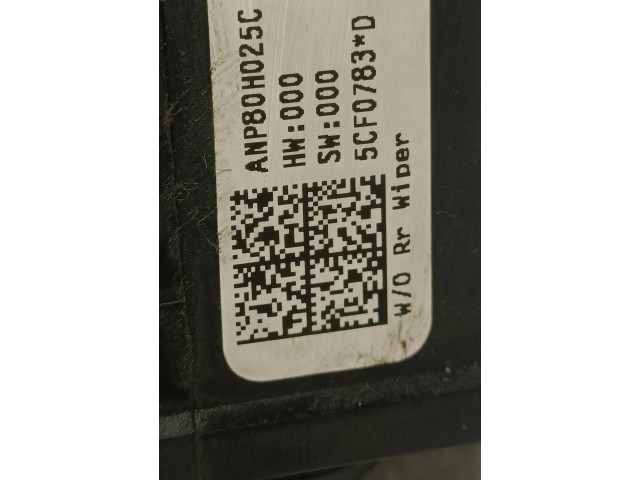 ANP80H025C
HW:000
SW:000
5CF0783*D
W/O Rr Wiper